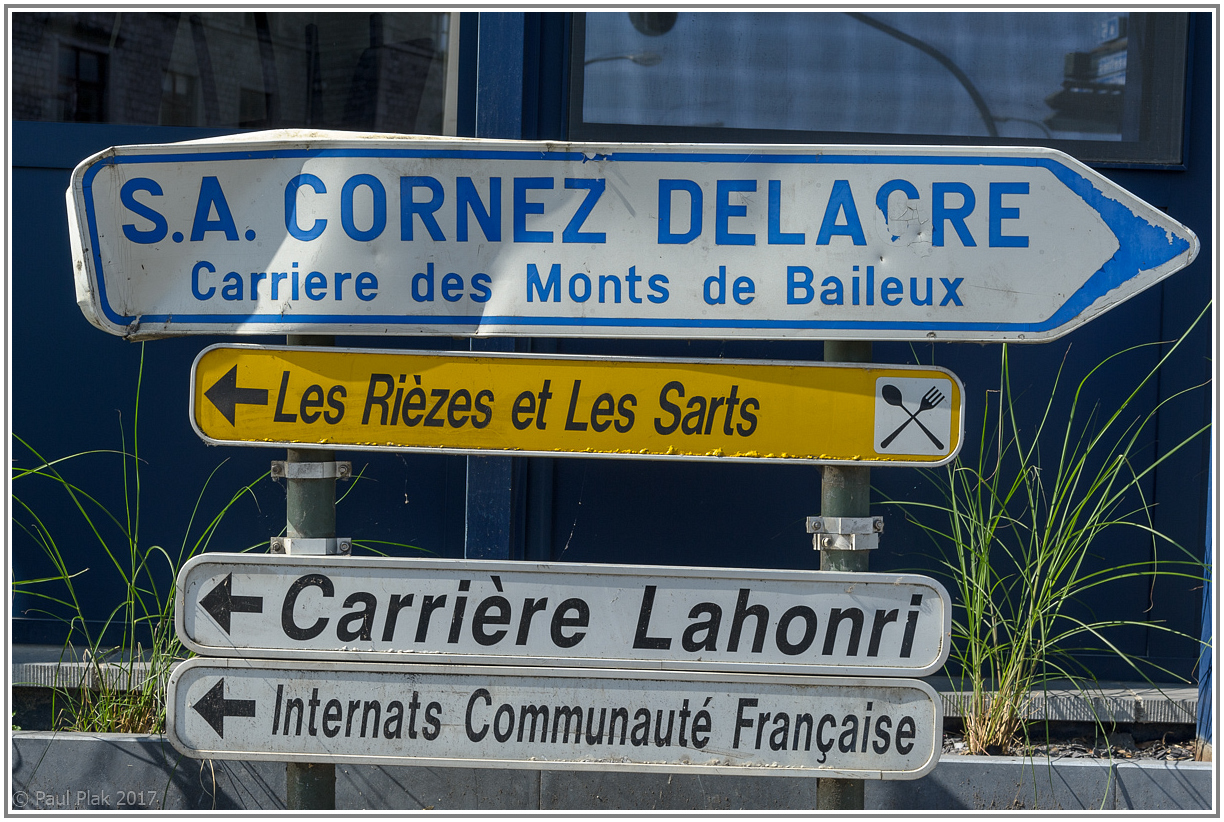 S.A. CORNEZ DELACRE
Carriere des Monts de Baileux
Les Rièzes et Les Sarts
Carrière Lahonri
Internats Communauté Française
© Paul Plak 2017